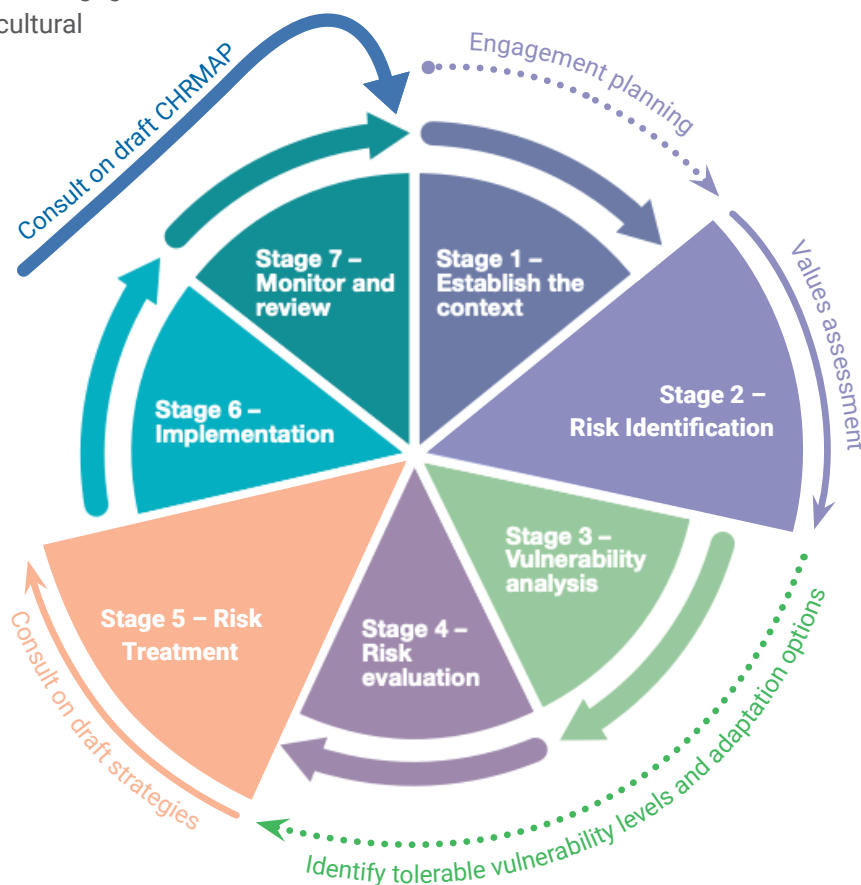 cultural
Consult on draft CHRMAP
Engagement planning
Values assessment
Stage 7 –
Monitor and
review
Stage 1 –
Establish the
context
Stage 2 –
Risk Identification
Stage 6 –
Implementation
Stage 3 –
Vulnerability
analysis
Stage 5 – Risk
Treatment
Stage 4 –
Risk
evaluation
Consult on draft strategies
Identify tolerable vulnerability levels and adaptation options